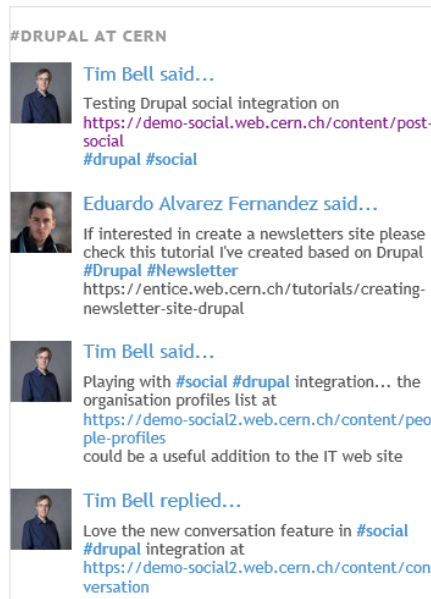 #DRUPAL AT CERN
Tim Bell said...
Testing Drupal social integration on
https://demo-social.web.cern.ch/content/post-
social
#drupal #social
Eduardo Alvarez Fernandez said...
If interested in create a newsletters site please
check this tutorial I've created based on Drupal
#Drupal #Newsletter
https://entice.web.cern.ch/tutorials/creating-
newsletter-site-drupal
Tim Bell said...
Playing with #social #drupal integration... the
organisation profiles list at
https://demo-social2.web.cern.ch/content/peo
ple-profiles
could be a useful addition to the IT web site
Tim Bell replied...
Love the new conversation feature in #social
#drupal integration at
https://demo-social2.web.cern.ch/content/con
versation